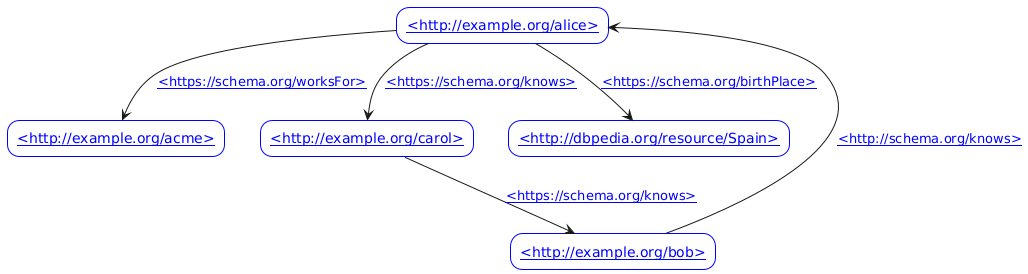 <http://example.org/alice>
<https://schema.org/worksFor>
<https://schema.org/knows>
<https://schema.org/birthPlace>
<http://example.org/acme>
<http://example.org/carol>
<http://dbpedia.org/resource/Spain>
<http://schema.org/knows>
<https://schema.org/knows>
<http://example.org/bob>